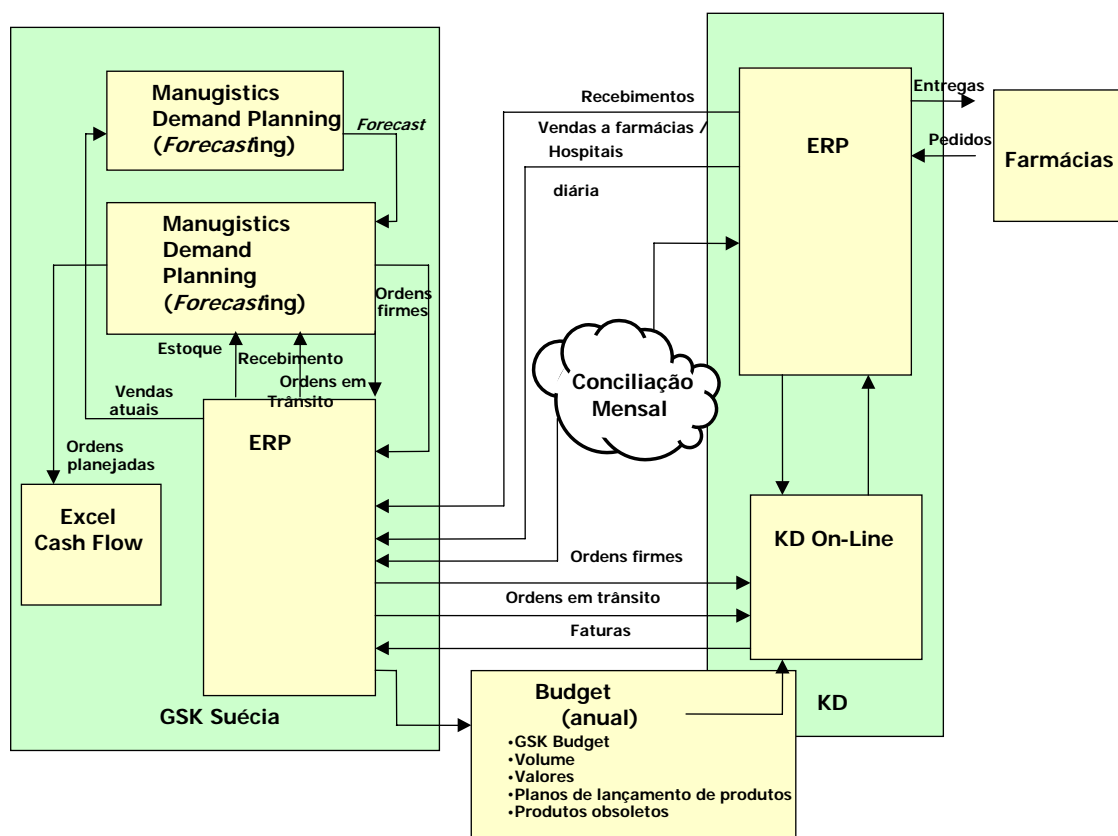 Manugistics
Demand Planning
(Forecasting)
Forecast
Manugistics
Demand
Planning
(Forecasting)
Ordens
firmes
Estoque
Recebimento
Ordens em
Trânsito
Vendas
atuais
ERP
Ordens
planejadas
Excel
Cash Flow
GSK Suécia
Recebimentos
Vendas a farmácias /
Hospitais
diária
Conciliação
Mensal
Ordens firmes
Ordens em trânsito
Faturas
ERP
Entregas
Pedidos
Farmácias
KD On-Line
KD
Budget
(anual)
•GSK Budget
•Volume
•Valores
•Planos de lançamento de produtos
•Produtos obsoletos